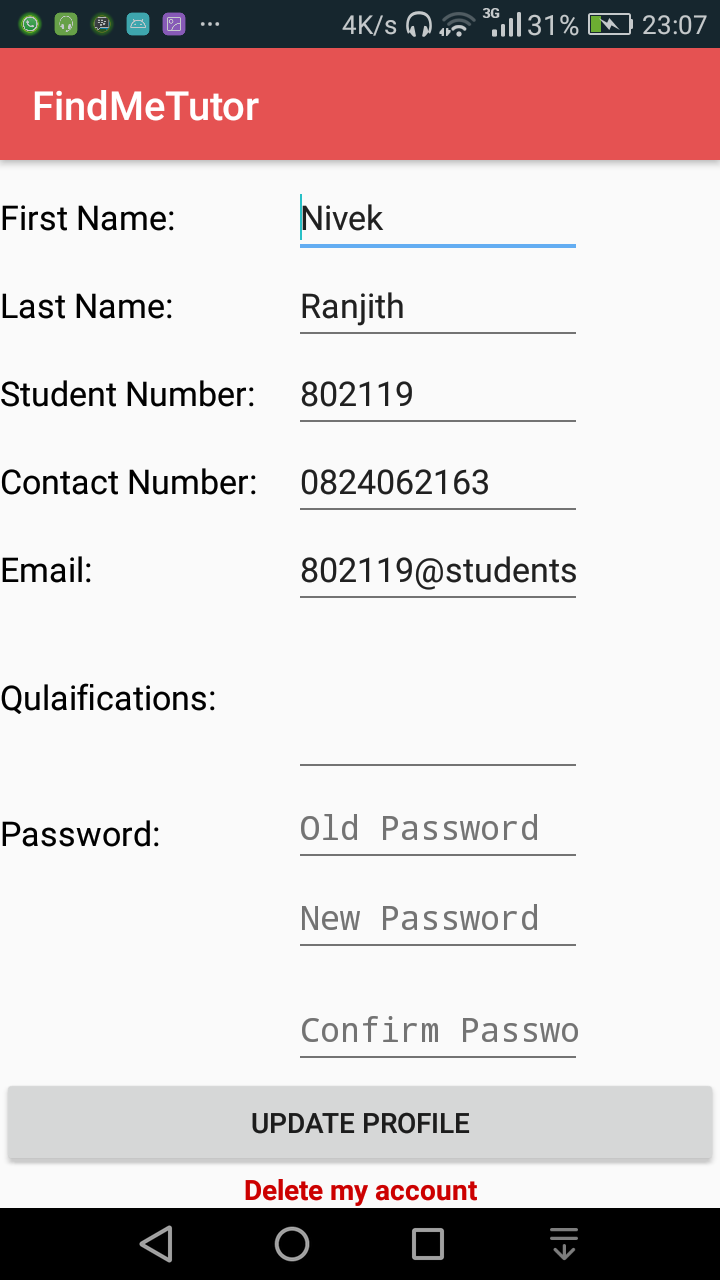 4K/s 3G 31% 23:07
FindMeTutor
First Name: Nivek
Last Name: Ranjith
Student Number: 802119
Contact Number: 0824062163
Email: 802119@students
Qulaifications:
Password: Old Password
New Password
Confirm Passwo
UPDATE PROFILE
Delete my account